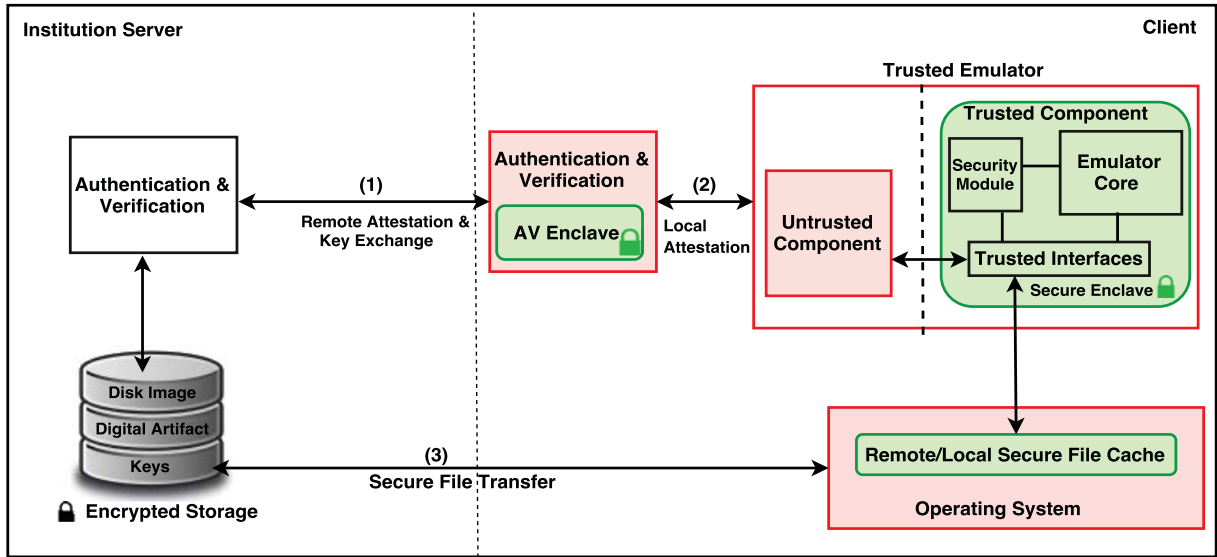 Institution Server
Client
Trusted Emulator
Authentication &
Verification
(1)
Remote Attestation &
Key Exchange
Authentication &
Verification
AV Enclave
(2)
Local
Attestation
Untrusted
Component
Trusted Component
Security
Module
Emulator
Core
Trusted Interfaces
Secure Enclave
Disk Image
Digital Artifact
Keys
Encrypted Storage
(3)
Secure File Transfer
Remote/Local Secure File Cache
Operating System